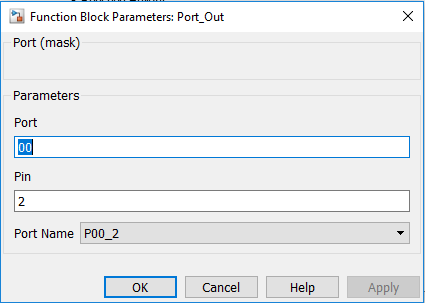 Function Block Parameters: Port_Out
Port (mask)
Parameters
Port
00
Pin
2
Port Name P00_2
OK Cancel Help Apply